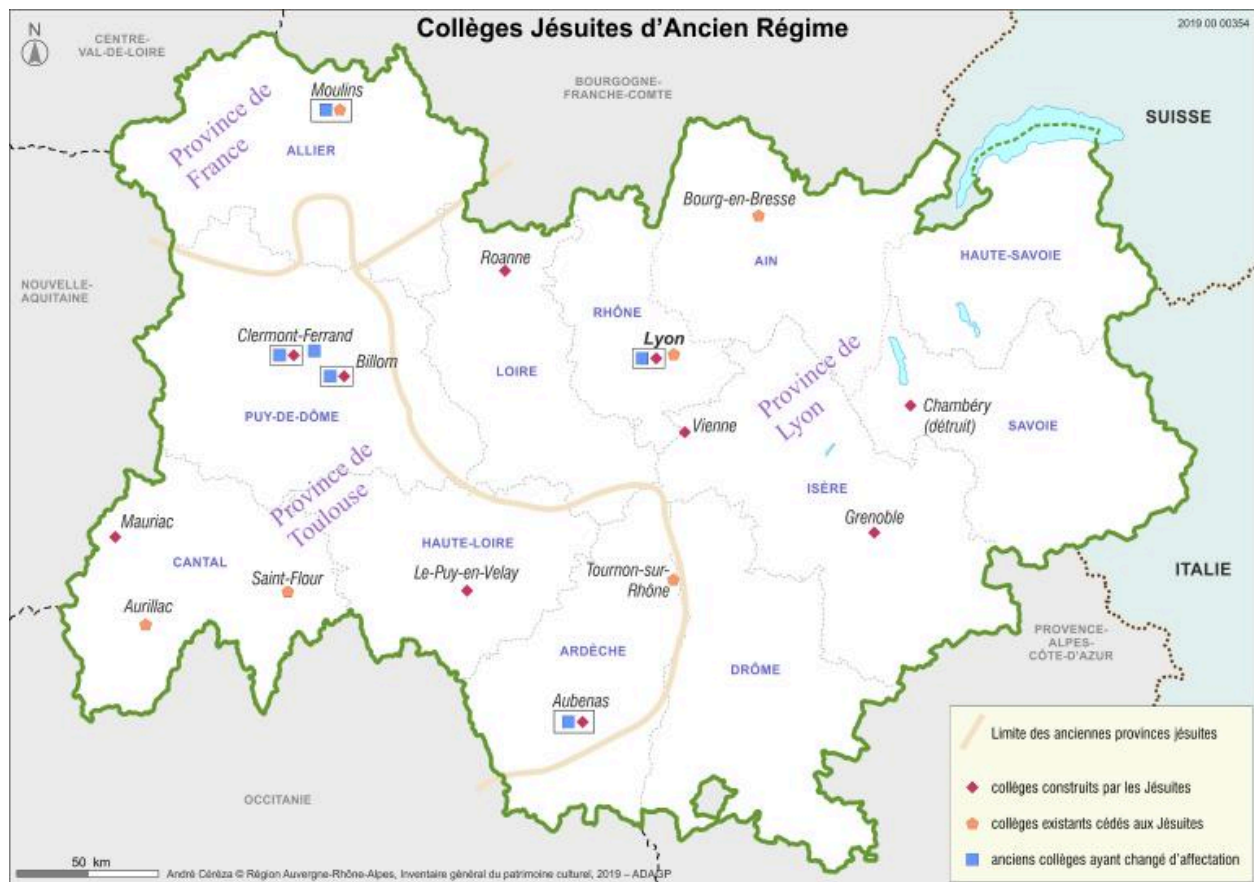 Collèges Jésuites d'Ancien Régime
2019 00 00354
N
CENTRE-
VAL-DE-LOIRE
BOURGOGNE-
FRANCHE-COMTE
SUISSE
Moulins
Province de
France
ALLIER
Bourg-en-Bresse
AIN
HAUTE-SAVOIE
Roanne
NOUVELLE-
AQUITAINE
RHÔNE
Clermont-Ferrand
Lyon
Billom
LOIRE
Province de
Lyon
PUY-DE-DÔME
Vienne
Chambéry
(détruit)
SAVOIE
Province de
Toulouse
ISÈRE
Mauriac
Grenoble
CANTAL
HAUTE-LOIRE
Saint-Flour
Le-Puy-en-Velay
Tournon-sur-
Rhône
ITALIE
Aurillac
PROVENCE-
ALPES-
CÔTE-D'AZUR
ARDÈCHE
DRÔME
Aubenas
OCCITANIE
Limite des anciennes provinces jésuites
collèges construits par les Jésuites
collèges existants cédés aux Jésuites
anciens collèges ayant changé d'affectation
50 km
André Céréza © Région Auvergne-Rhône-Alpes, Inventaire général du patrimoine culturel, 2019 – ADAGP